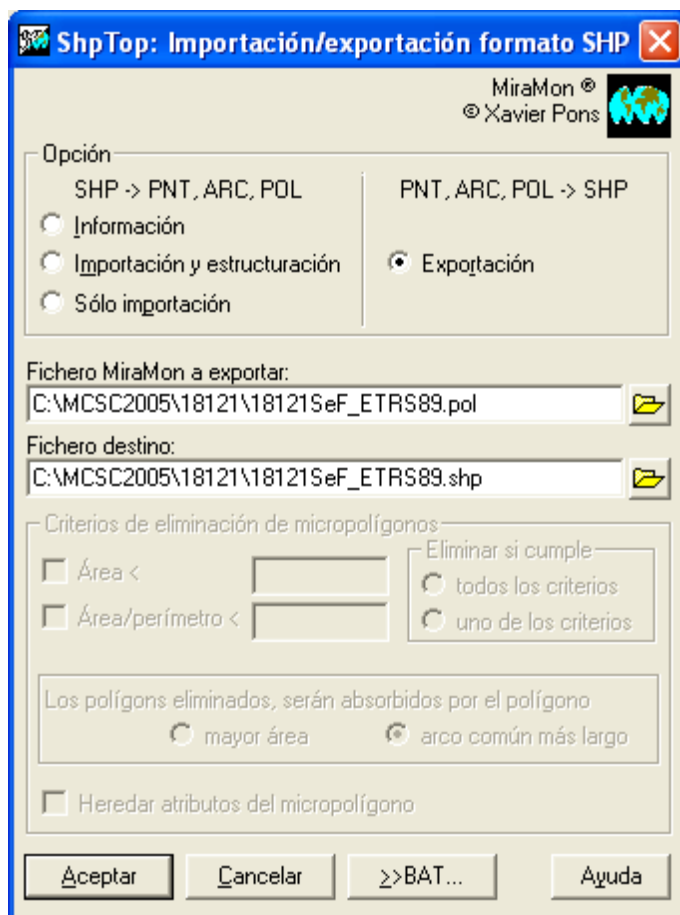 ShpTop: Importación/exportación formato SHP
MiraMon ®
© Xavier Pons
Opción
SHP -> PNT, ARC, POL
PNT, ARC, POL -> SHP
Información
Importación y estructuración
Exportación
Sólo importación
Fichero MiraMon a exportar:
C:\MCSC2005\18121\18121SeF_ETRS89.pol
Fichero destino:
C:\MCSC2005\18121\18121SeF_ETRS89.shp
Criterios de eliminación de micropolígonos
Área <
Área/perímetro <
Eliminar si cumple
todos los criterios
uno de los criterios
Los polígons eliminados, serán absorbidos por el polígono
mayor área
arco común más largo
Heredar atributos del micropolígono
Aceptar
Cancelar
>>BAT...
Ayuda